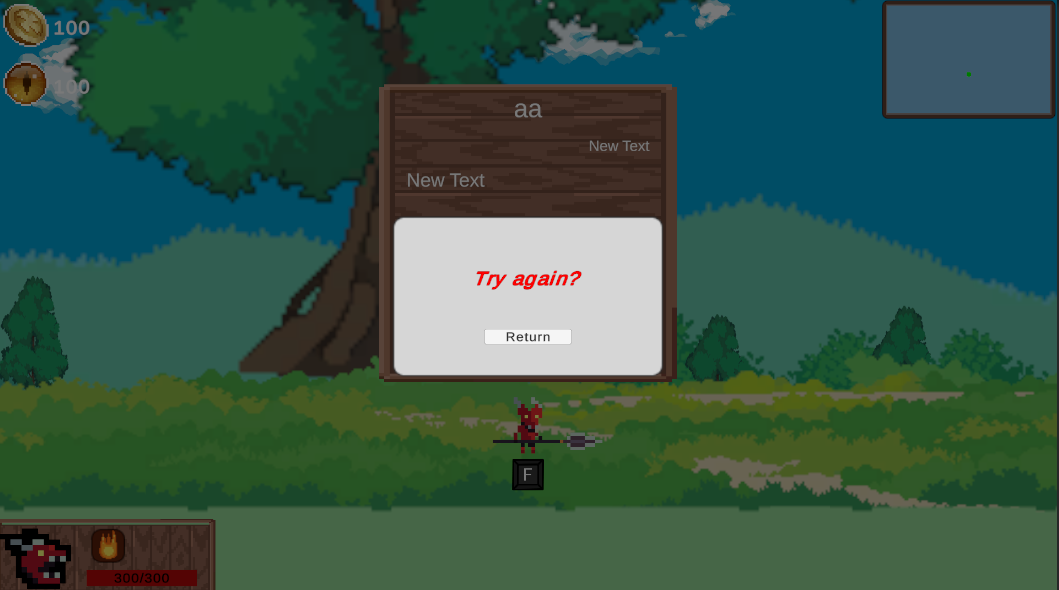 100
100
aa
New Text
New Text
Try again?
Return
F
300/300